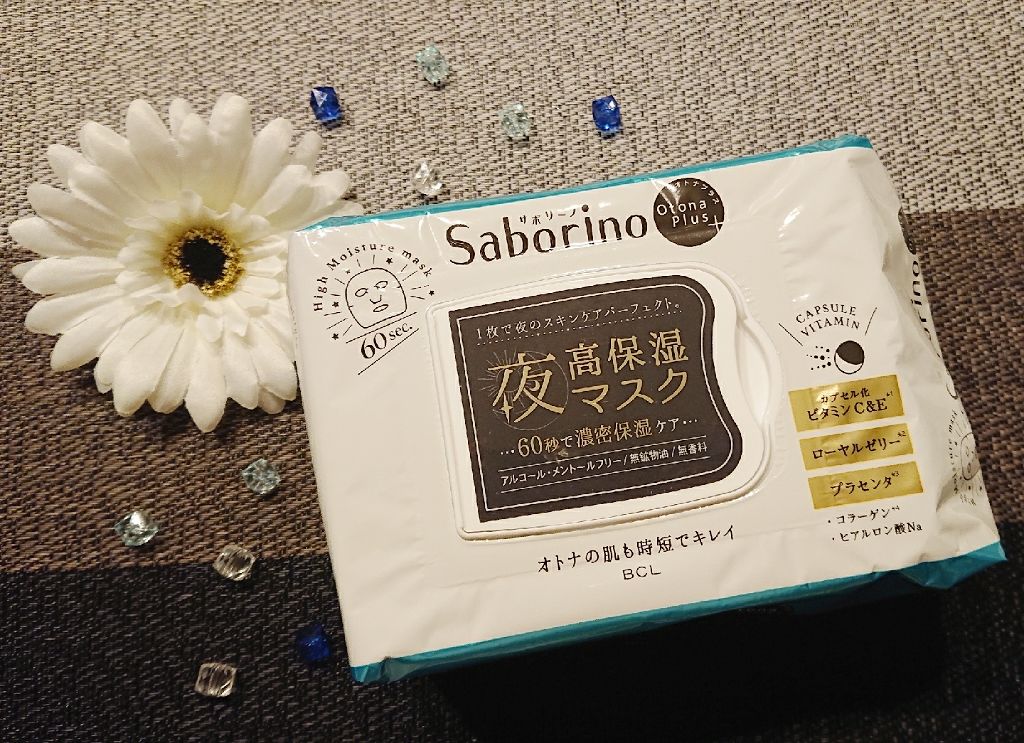 サボリーノ
Saborino
オトナプラス
Otona
Plus
High Moisture mask
60sec.
1枚で夜のスキンケアパーフェクト。
夜 高保湿
マスク
…60秒で濃密保湿ケア…
アルコール・メントールフリー/無鉱物油/無香料
CAPSULE
VITAMIN
カプセル化
ビタミンC&E※1
ローヤルゼリー※2
プラセンタ※3
・コラーゲン※4
・ヒアルロン酸Na
オトナの肌も時短でキレイ
BCL